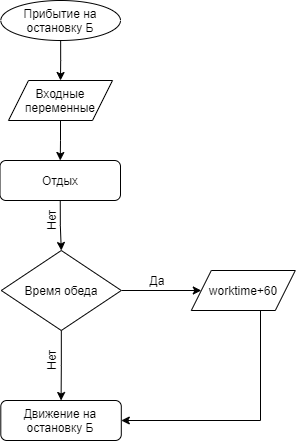 Прибытие на
остановку Б
Входные
переменные
Отдых
Нет
Время обеда
Да
worktime+60
Нет
Движение на
остановку Б